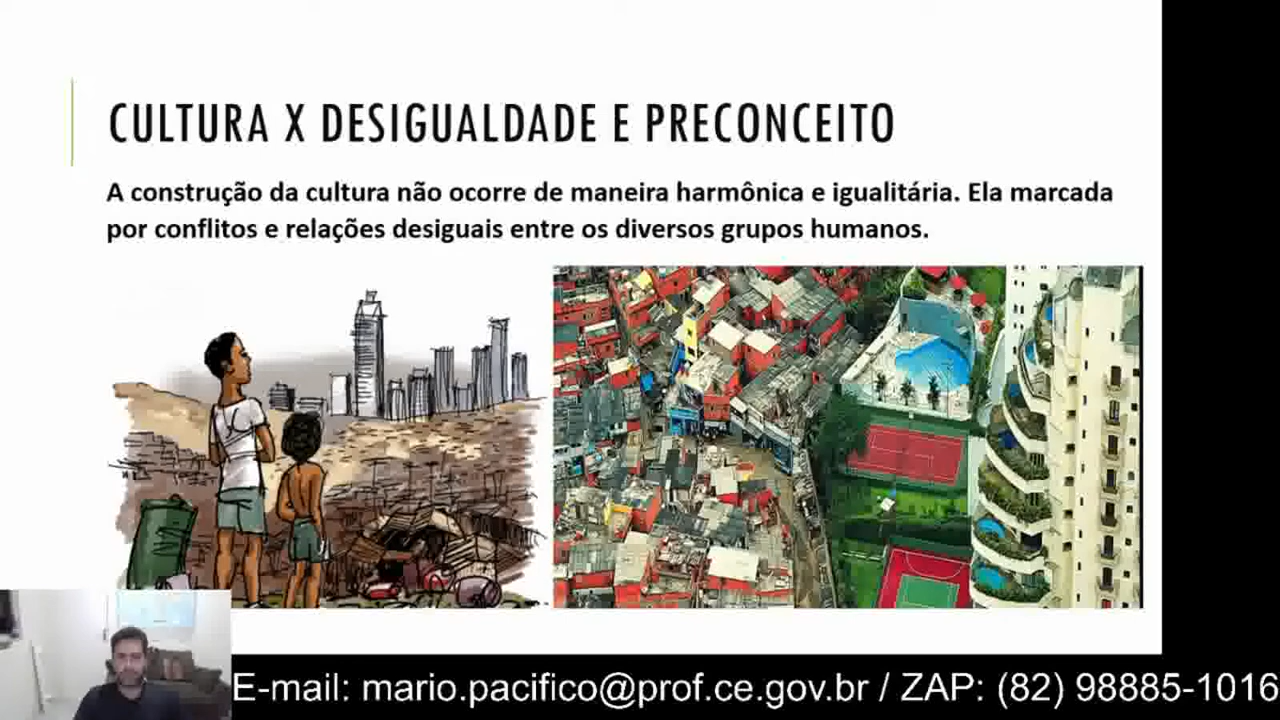 CULTURA X DESIGUALDADE E PRECONCEITO
A construção da cultura não ocorre de maneira harmônica e igualitária. Ela marcada
por conflitos e relações desiguais entre os diversos grupos humanos.
E-mail: mario.pacifico@prof.ce.gov.br / ZAP: (82) 98885-1016